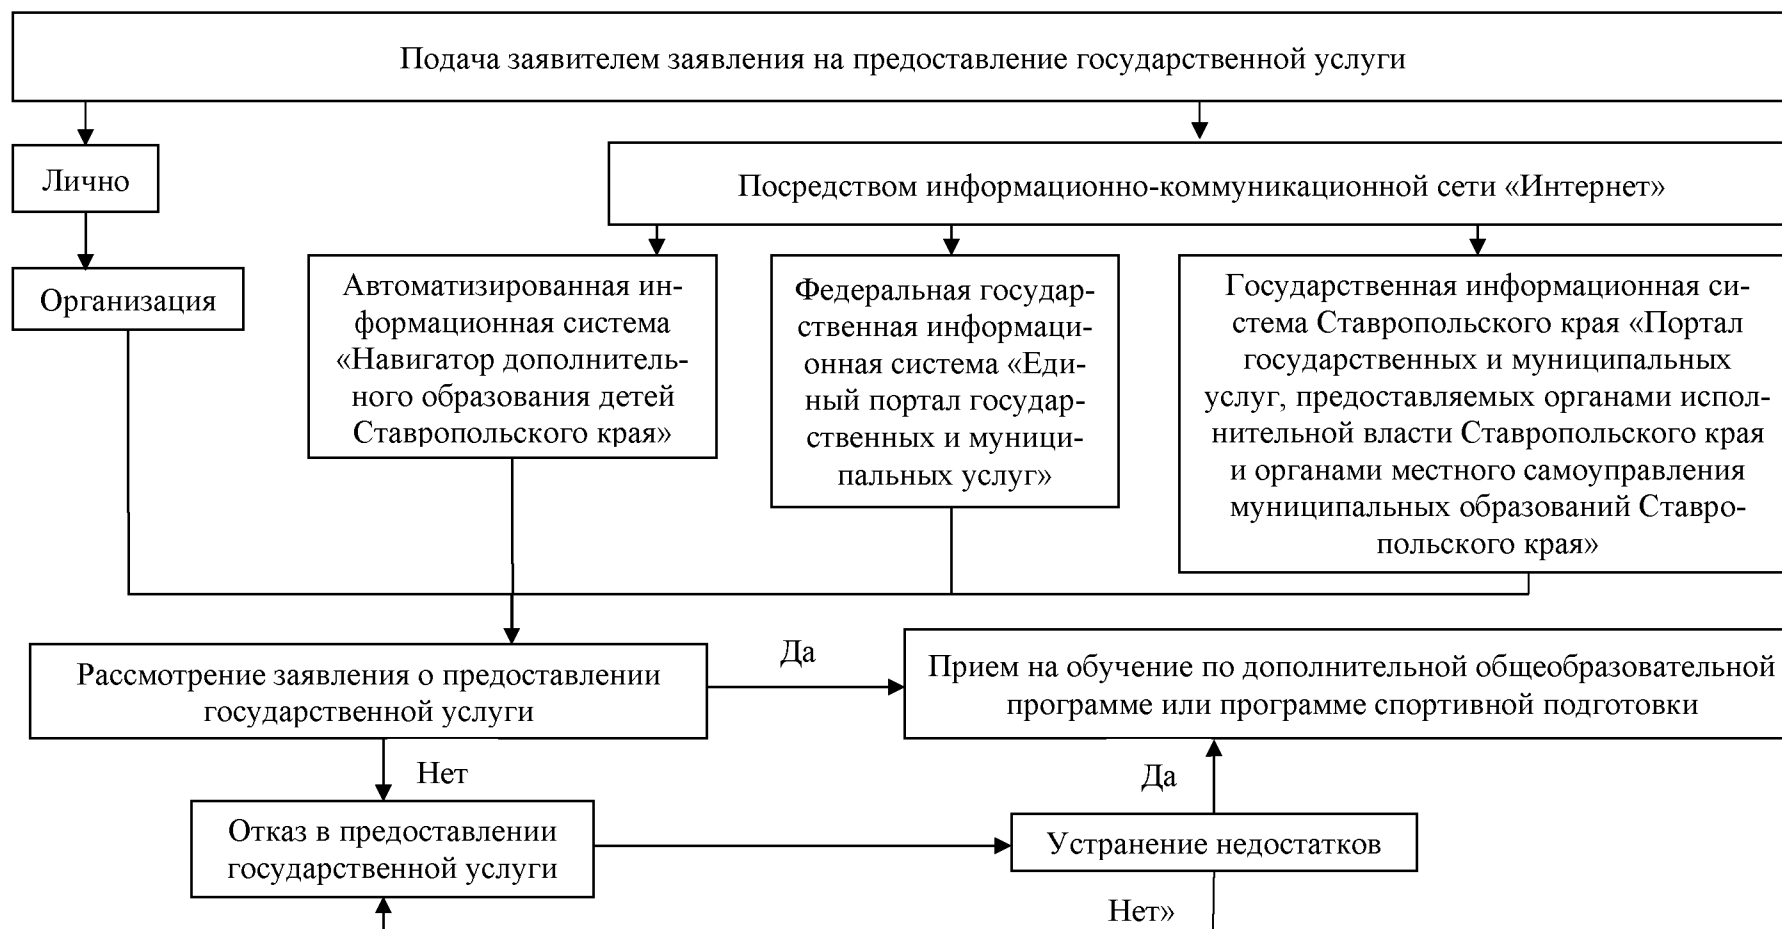 Подача заявителем заявления на предоставление государственной услуги
Лично
Посредством информационно-коммуникационной сети «Интернет»
Организация
Автоматизированная ин-
формационная система
«Навигатор дополнитель-
ного образования детей
Ставропольского края»
Федеральная государ-
ственная информаци-
онная система «Еди-
ный портал государ-
ственных и муници-
пальных услуг»
Государственная информационная си-
стема Ставропольского края «Портал
государственных и муниципальных
услуг, предоставляемых органами испол-
нительной власти Ставропольского края
и органами местного самоуправления
муниципальных образований Ставро-
польского края»
Рассмотрение заявления о предоставлении
государственной услуги
Да
Прием на обучение по дополнительной общеобразовательной
программе или программе спортивной подготовки
Нет
Да
Отказ в предоставлении
государственной услуги
Устранение недостатков
Нет»